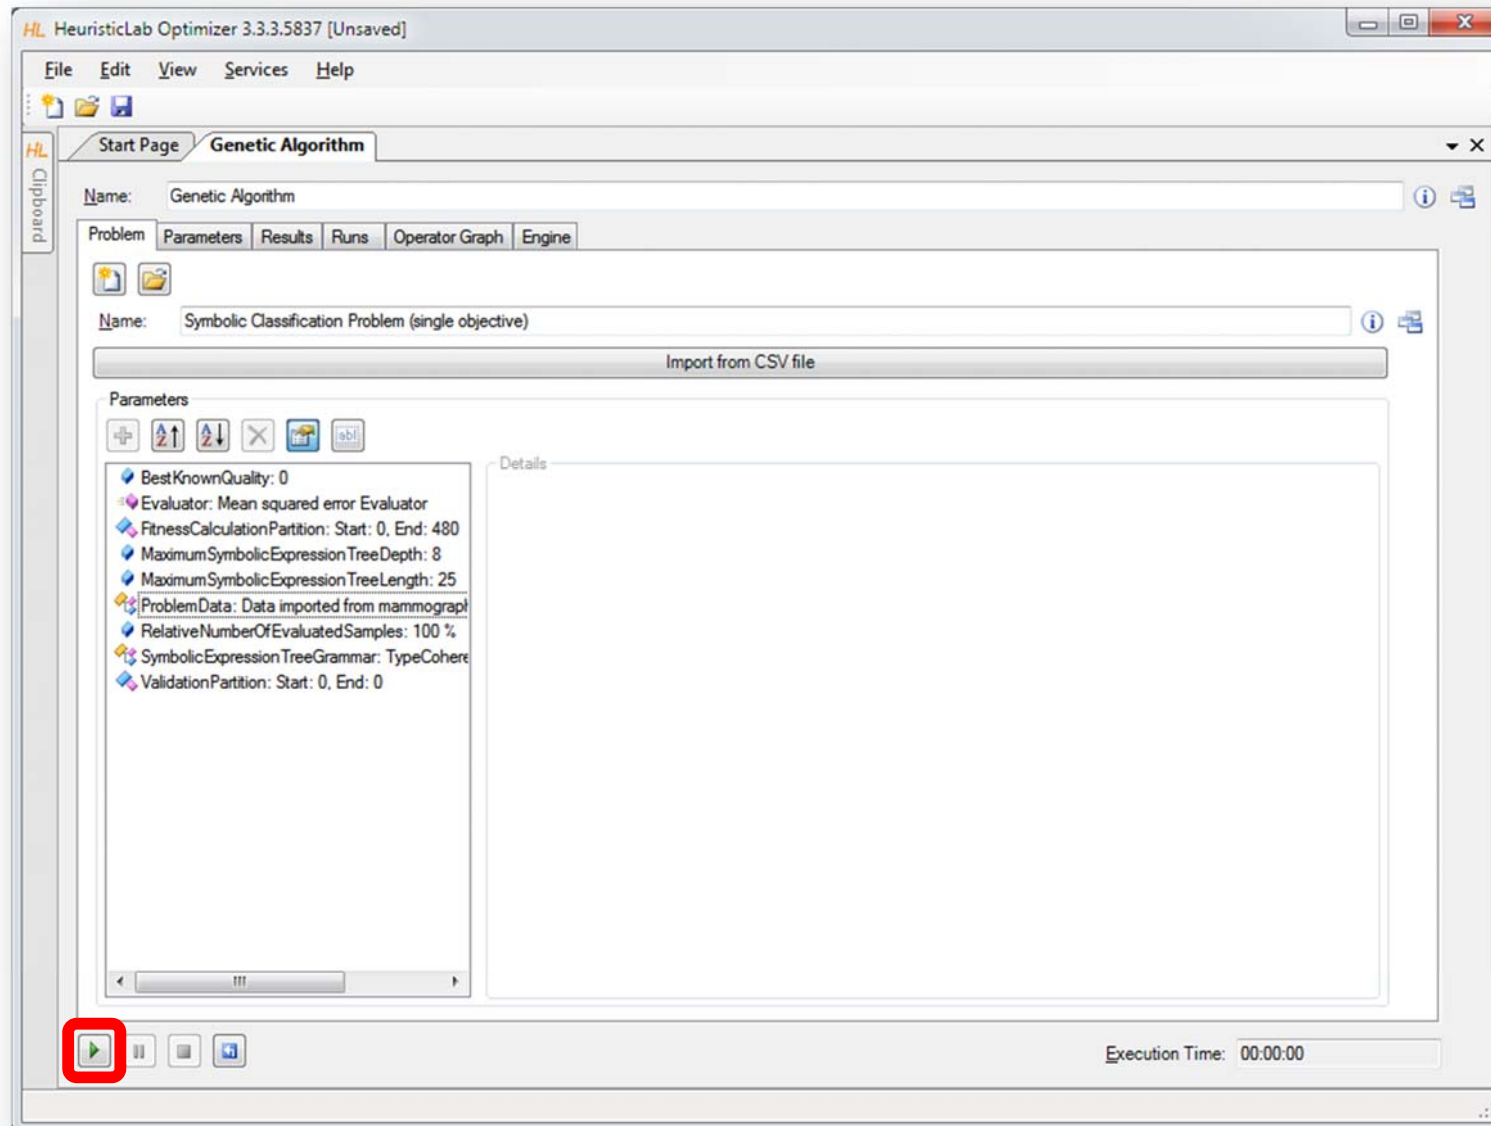 HL HeuristicLab Optimizer 3.3.3.5837 [Unsaved]
File Edit View Services Help
HL Clipboard
Start Page Genetic Algorithm
Name: Genetic Algorithm
Problem Parameters Results Runs Operator Graph Engine
Name: Symbolic Classification Problem (single objective)
Import from CSV file
Parameters
Details
BestKnownQuality: 0
Evaluator: Mean squared error Evaluator
FitnessCalculationPartition: Start: 0, End: 480
MaximumSymbolicExpressionTreeDepth: 8
MaximumSymbolicExpressionTreeLength: 25
ProblemData: Data imported from mammograph
RelativeNumberOfEvaluatedSamples: 100 %
SymbolicExpressionTreeGrammar: TypeCohere
ValidationPartition: Start: 0, End: 0
Execution Time: 00:00:00